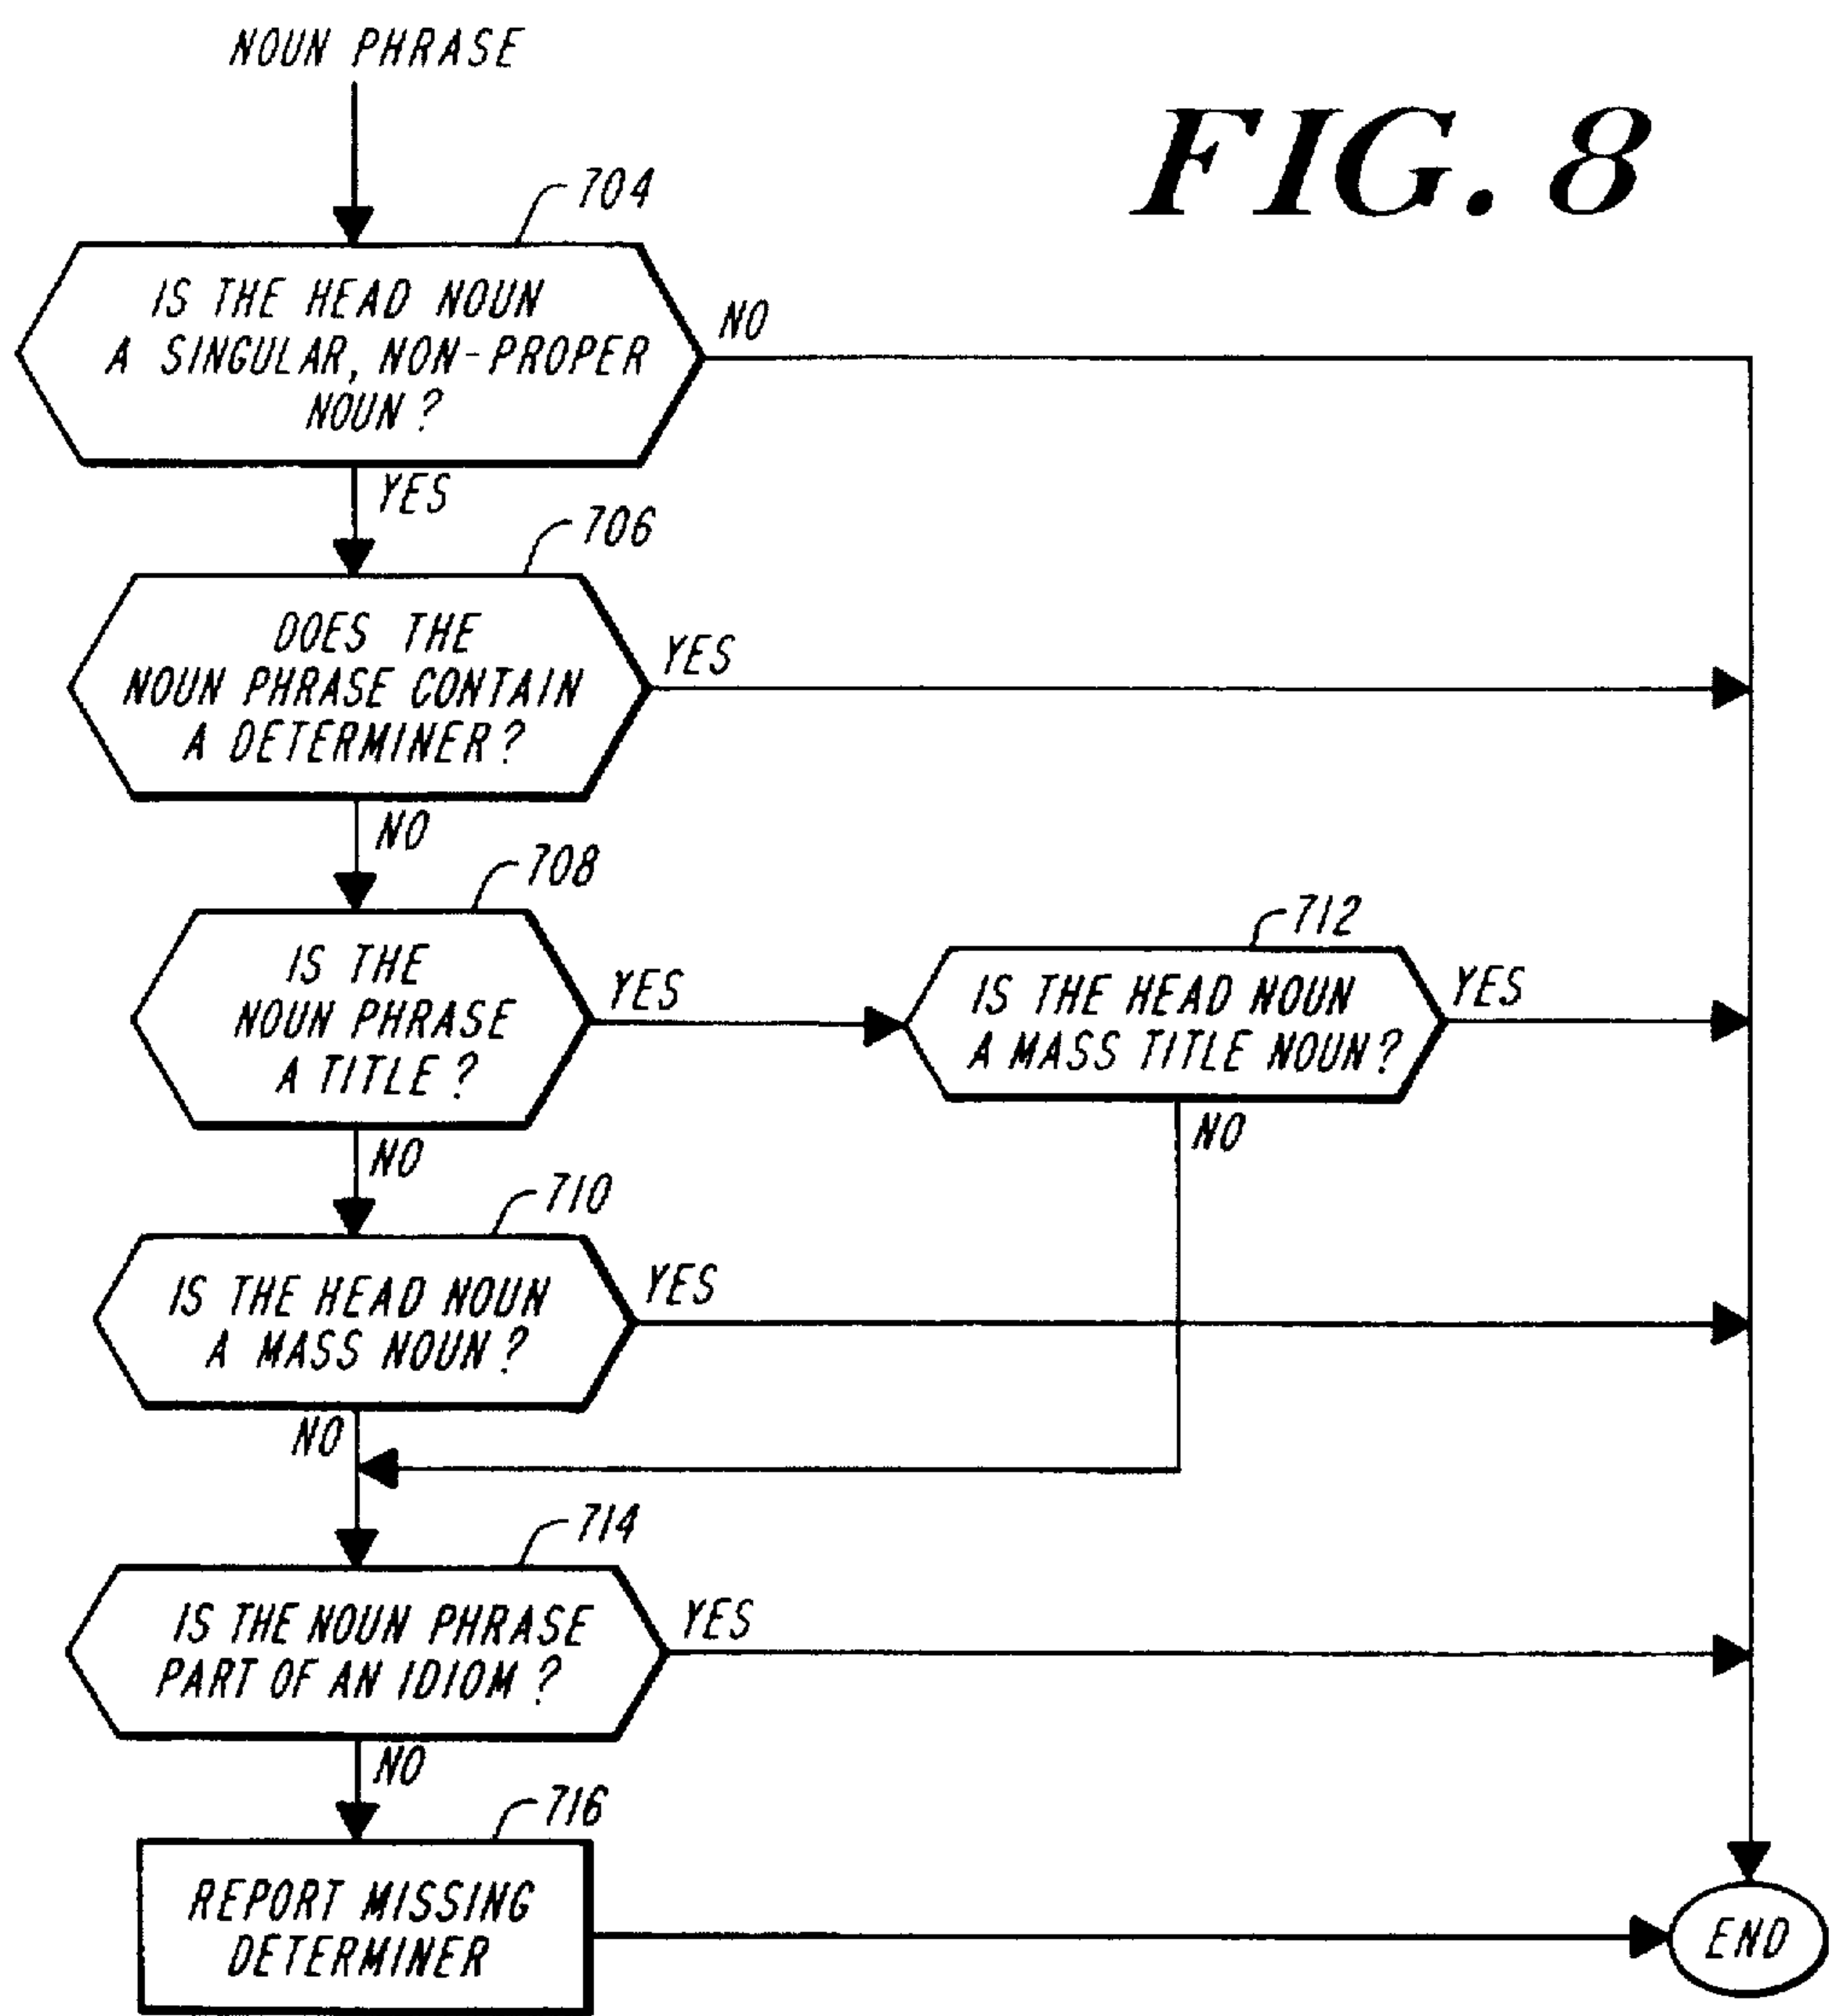 NOUN PHRASE
FIG. 8
704
IS THE HEAD NOUN
A SINGULAR, NON-PROPER
NOUN?
NO
YES
706
DOES THE
NOUN PHRASE CONTAIN
A DETERMINER?
YES
NO
708
IS THE
NOUN PHRASE
A TITLE?
YES
712
IS THE HEAD NOUN
A MASS TITLE NOUN?
YES
NO
NO
710
IS THE HEAD NOUN
A MASS NOUN?
YES
NO
714
IS THE NOUN PHRASE
PART OF AN IDIOM?
YES
NO
716
REPORT MISSING
DETERMINER
END